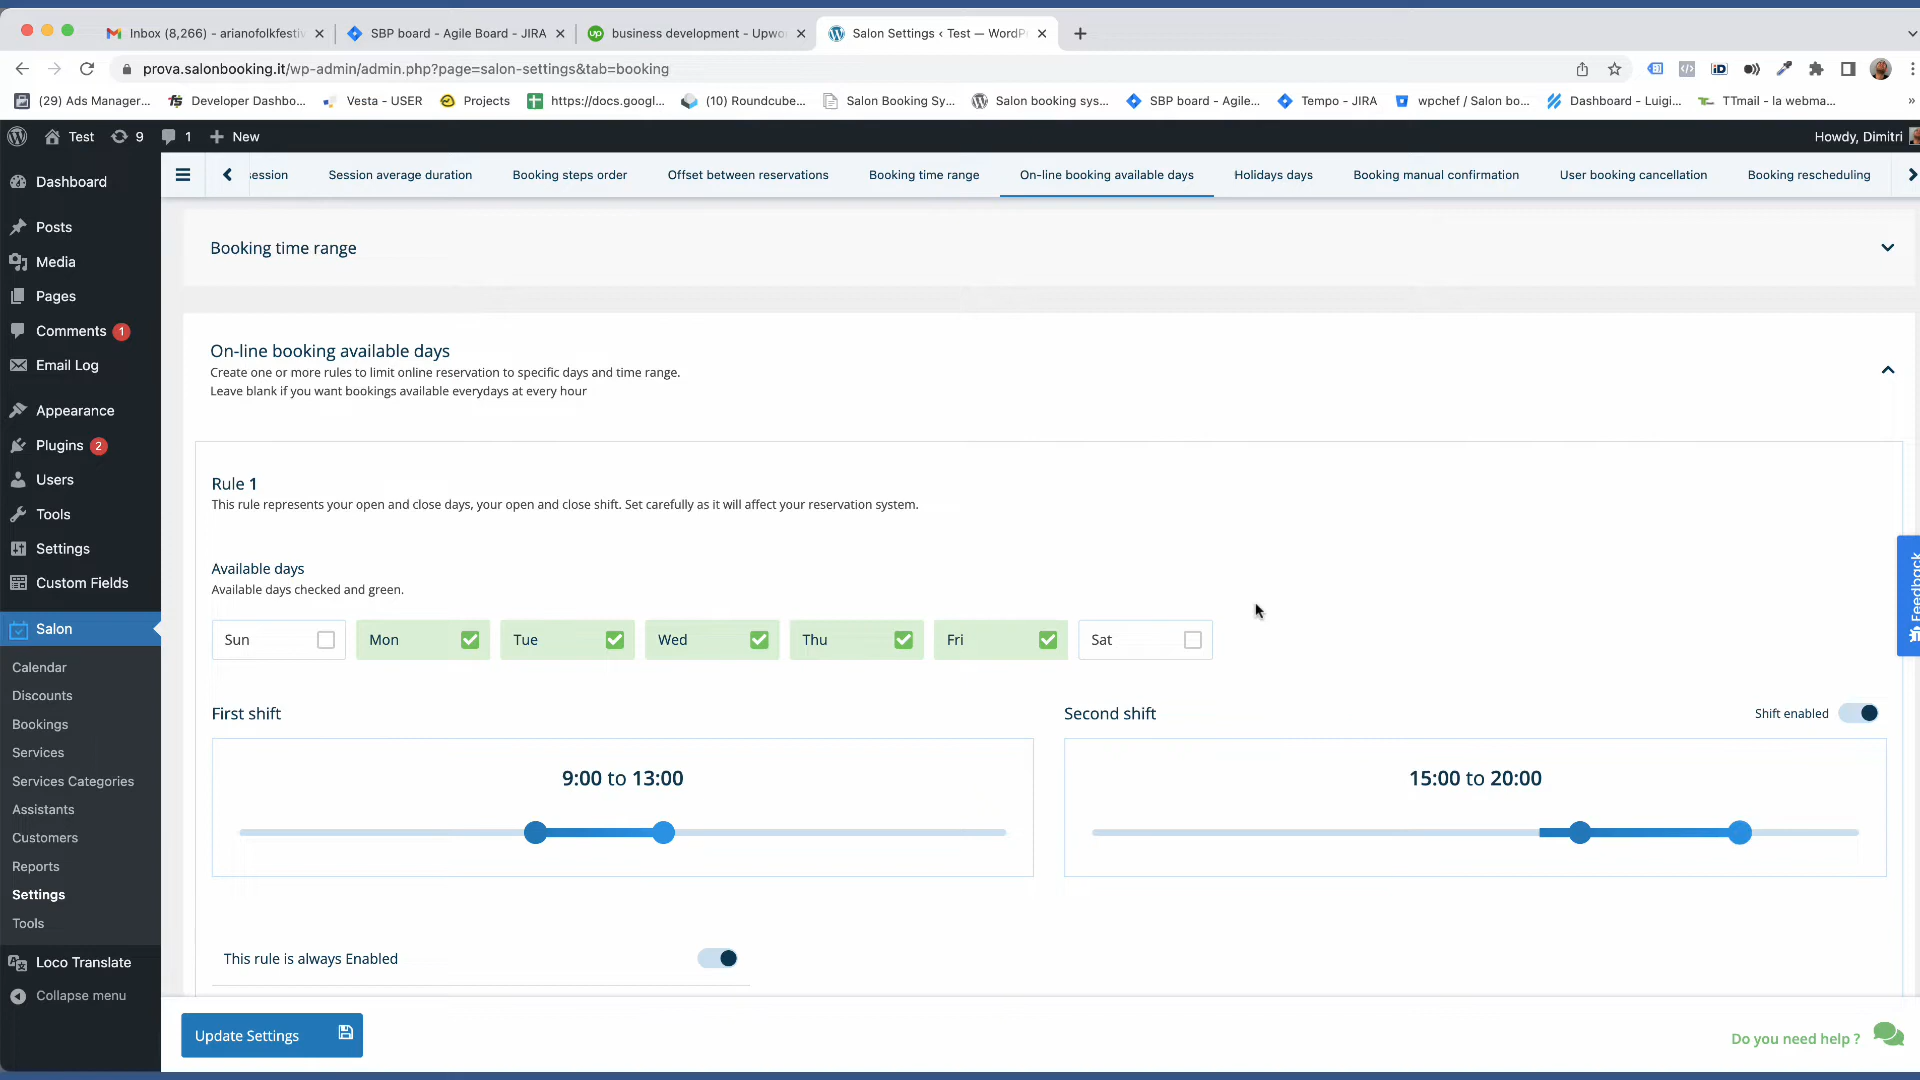 Inbox (8,266) - arianofolkfesti
SBP board - Agile Board - JIRA
business development - Upwo
Salon Settings ‹ Test — WordP
prova.salonbooking.it/wp-admin/admin.php?page=salon-settings&tab=booking
(29) Ads Manager...
Developer Dashbo...
Vesta - USER
Projects
https://docs.googl...
(10) Roundcube...
Salon Booking Sy...
Salon booking sys...
SBP board - Agile...
Tempo - JIRA
wpchef / Salon bo...
Dashboard - Luigi...
TTmail - la webma...
»
Test
9
1
New
Howdy, Dimitri
Dashboard
Posts
Media
Pages
Comments 1
Email Log
Appearance
Plugins 2
Users
Tools
Settings
Custom Fields
Salon
Calendar
Discounts
Bookings
Services
Services Categories
Assistants
Customers
Reports
Settings
Tools
Loco Translate
Collapse menu
session
Session average duration
Booking steps order
Offset between reservations
Booking time range
On-line booking available days
Holidays days
Booking manual confirmation
User booking cancellation
Booking rescheduling
Booking time range
On-line booking available days
Create one or more rules to limit online reservation to specific days and time range.
Leave blank if you want bookings available everydays at every hour
Rule 1
This rule represents your open and close days, your open and close shift. Set carefully as it will affect your reservation system.
Available days
Available days checked and green.
Sun
Mon
Tue
Wed
Thu
Fri
Sat
First shift
Second shift
Shift enabled
9:00 to 13:00
15:00 to 20:00
This rule is always Enabled
Update Settings
Do you need help ?
Feedback